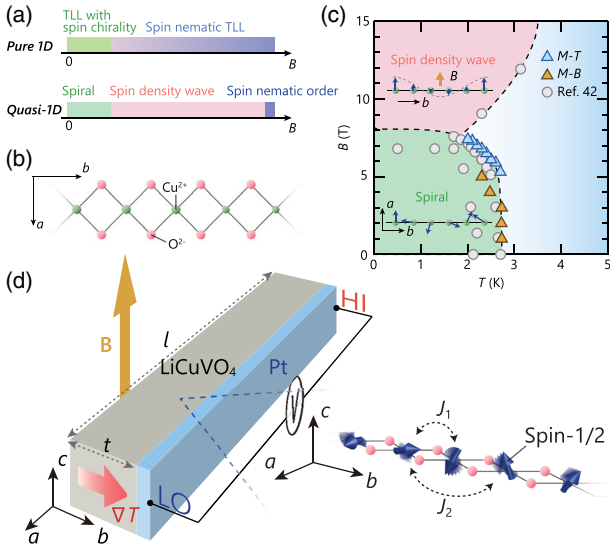 (a)
TLL with
spin chirality
Spin nematic TLL
Pure 1D
0
B
Spiral
Spin density wave
Spin nematic order
Quasi-1D
0
B
(b)
b
a
Cu2+
O2-
(c)
15
10
5
0
B (T)
0
1
2
3
4
5
T (K)
Spin density wave
B
b
M-T
M-B
Ref. 42
Spiral
a
b
(d)
B
l
LiCuVO4
Pt
HI
LO
V
t
∇T
c
a
b
c
a
b
J1
J2
Spin-1/2